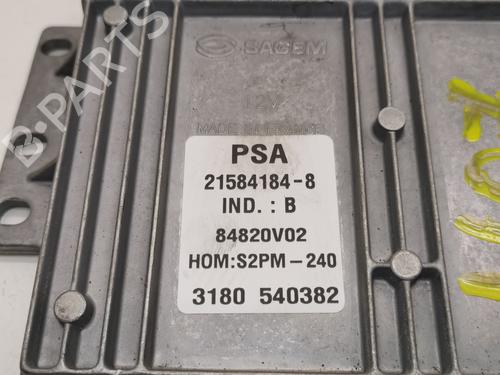 SAGEM
12V
MADE IN FRANCE
PSA
21584184-8
IND. : B
84820V02
HOM:S2PM-240
3180 540382
B-PARTS